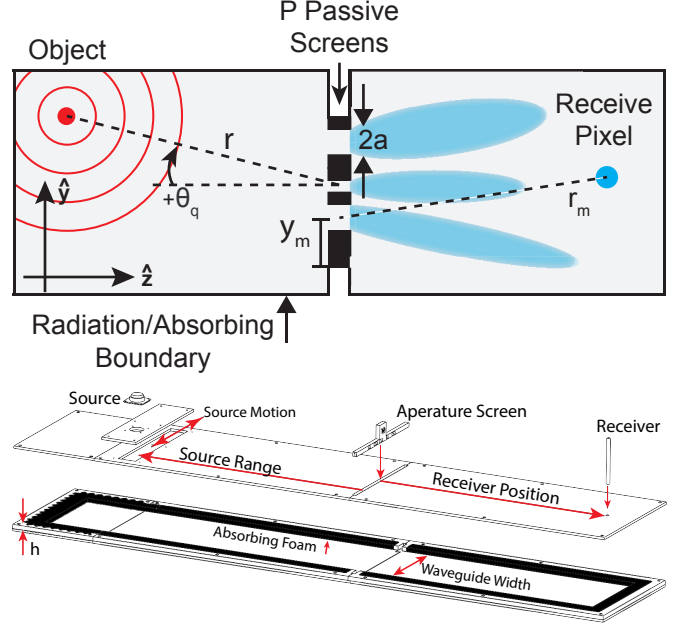 P Passive
Screens
Object
Receive
Pixel
2a
r
+θq
ŷ
ẑ
ym
rm
Radiation/Absorbing
Boundary
Source
Source Motion
Aperature Screen
Receiver
Source Range
Receiver Position
Absorbing Foam
Waveguide Width
h